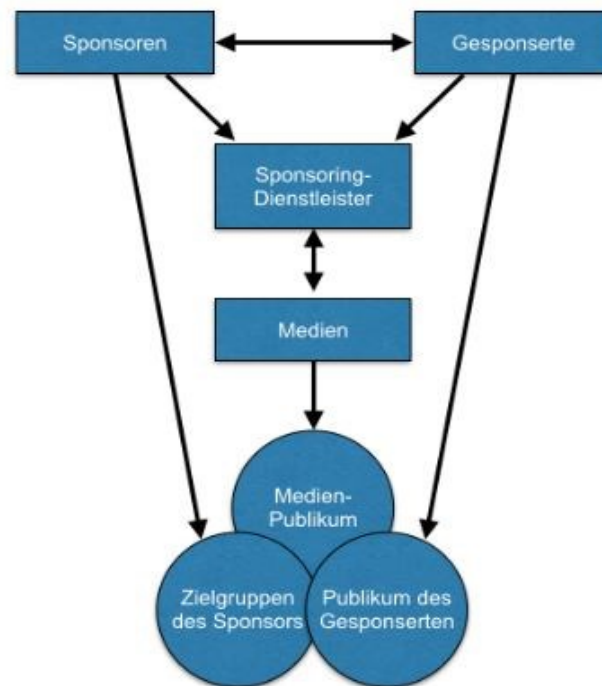 Sponsoren
Gesponserte
Sponsoring-
Dienstleister
Medien
Medien-
Publikum
Zielgruppen
des Sponsors
Publikum des
Gesponserten